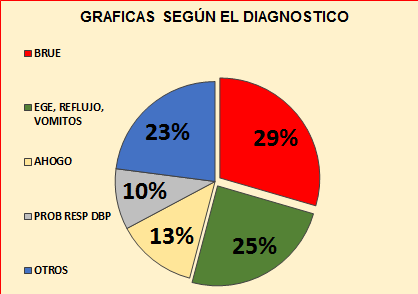 GRAFICAS SEGÚN EL DIAGNOSTICO
BRUE
EGE, REFLUJO,
VOMITOS
AHOGO
PROB RESP DBP
OTROS
29%
25%
13%
10%
23%